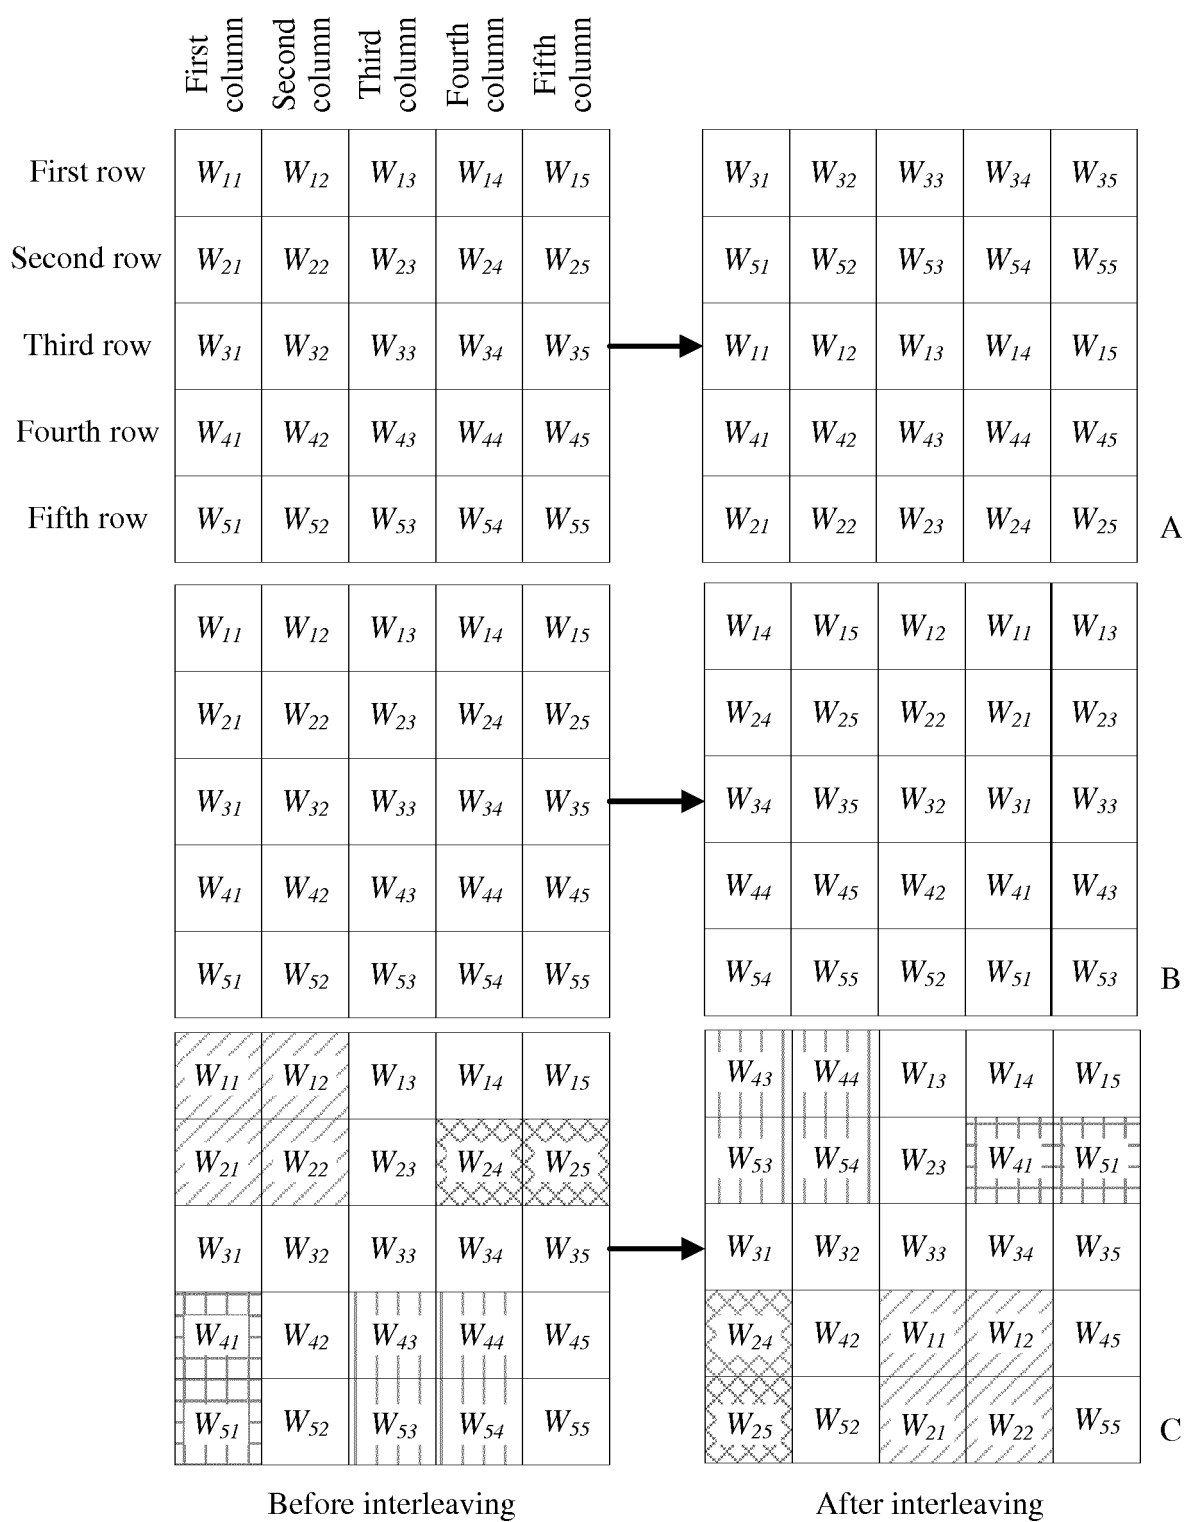 First column Second column Third column Fourth column Fifth column
First row W11 W12 W13 W14 W15 W31 W32 W33 W34 W35
Second row W21 W22 W23 W24 W25 W51 W52 W53 W54 W55
Third row W31 W32 W33 W34 W35 W11 W12 W13 W14 W15
Fourth row W41 W42 W43 W44 W45 W41 W42 W43 W44 W45
Fifth row W51 W52 W53 W54 W55 W21 W22 W23 W24 W25 A
W11 W12 W13 W14 W15 W14 W15 W12 W11 W13
W21 W22 W23 W24 W25 W24 W25 W22 W21 W23
W31 W32 W33 W34 W35 W34 W35 W32 W31 W33
W41 W42 W43 W44 W45 W44 W45 W42 W41 W43
W51 W52 W53 W54 W55 W54 W55 W52 W51 W53 B
W11 W12 W13 W14 W15 W43 W44 W13 W14 W15
W21 W22 W23 W24 W25 W53 W54 W23 W41 W51
W31 W32 W33 W34 W35 W31 W32 W33 W34 W35
W41 W42 W43 W44 W45 W24 W42 W11 W12 W45
W51 W52 W53 W54 W55 W25 W52 W21 W22 W55 C
Before interleaving After interleaving